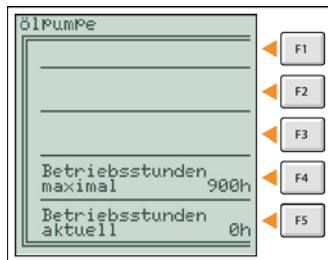 ölpumpe
F1
F2
F3
Betriebsstunden
maximal 900h
F4
Betriebsstunden
aktuell 0h
F5